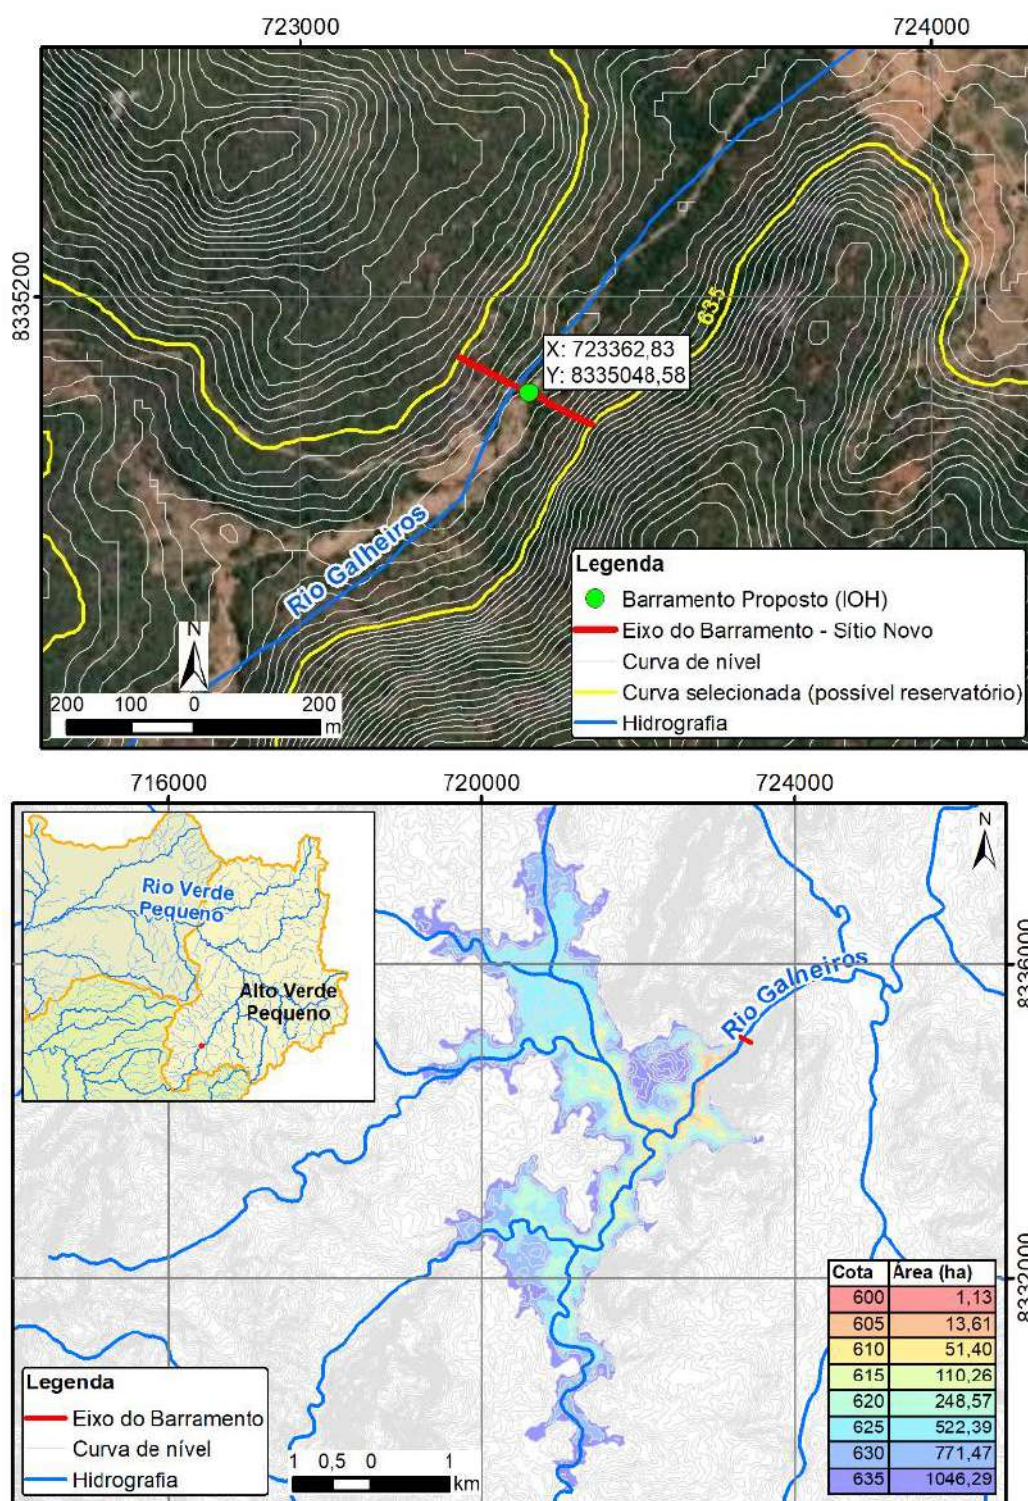 723000
724000
8335200
635
X: 723362,83
Y: 8335048,58
Rio Galheiros
N
200 100 0 200
m
Legenda
Barramento Proposto (IOH)
Eixo do Barramento - Sítio Novo
Curva de nível
Curva selecionada (possível reservatório)
Hidrografia
716000
720000
724000
Rio Verde
Pequeno
Alto Verde
Pequeno
N
Rio Galheiros
8336000
8332000
Legenda
Eixo do Barramento
Curva de nível
Hidrografia
1 0,5 0 1
km
Cota Área (ha)
600 1,13
605 13,61
610 51,40
615 110,26
620 248,57
625 522,39
630 771,47
635 1046,29